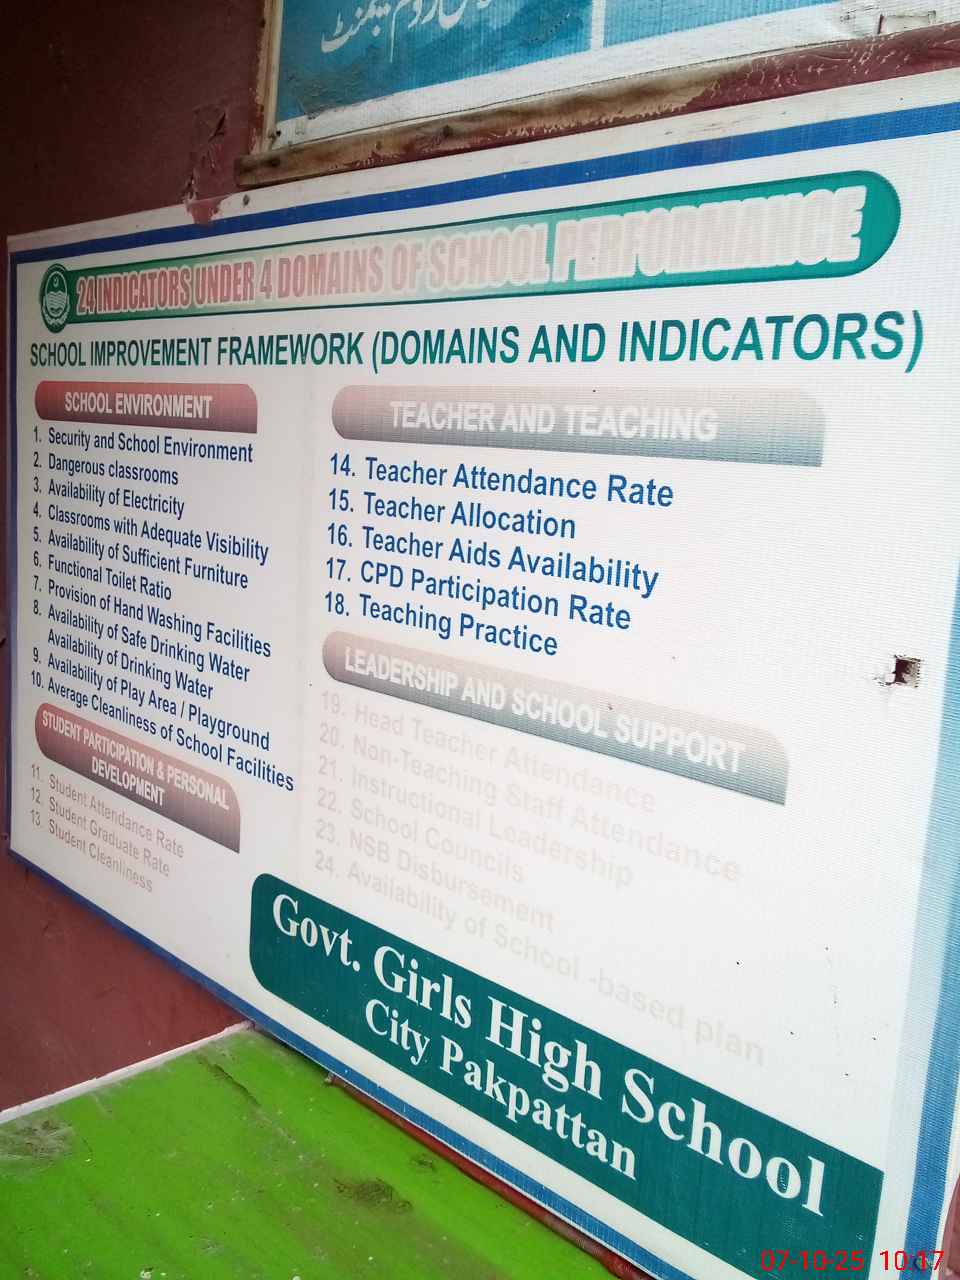 روم مینجمنٹ
24 INDICATORS UNDER 4 DOMAINS OF SCHOOL PERFORMANCE
SCHOOL IMPROVEMENT FRAMEWORK (DOMAINS AND INDICATORS)
SCHOOL ENVIRONMENT
1. Security and School Environment
2. Dangerous classrooms
3. Availability of Electricity
4. Classrooms with Adequate Visibility
5. Availability of Sufficient Furniture
6. Functional Toilet Ratio
7. Provision of Hand Washing Facilities
8. Availability of Safe Drinking Water
Availability of Drinking Water
9. Availability of Play Area / Playground
10. Average Cleanliness of School Facilities
STUDENT PARTICIPATION & PERSONAL
DEVELOPMENT
11. Student Attendance Rate
12. Student Graduate Rate
13. Student Cleanliness
TEACHER AND TEACHING
14. Teacher Attendance Rate
15. Teacher Allocation
16. Teacher Aids Availability
17. CPD Participation Rate
18. Teaching Practice
LEADERSHIP AND SCHOOL SUPPORT
19. Head Teacher Attendance
20. Non-Teaching Staff Attendance
21. Instructional Leadership
22. School Councils
23. NSB Disbursement
24. Availability of School -based plan
Govt. Girls High School
City Pakpattan
07-10-25 10:17